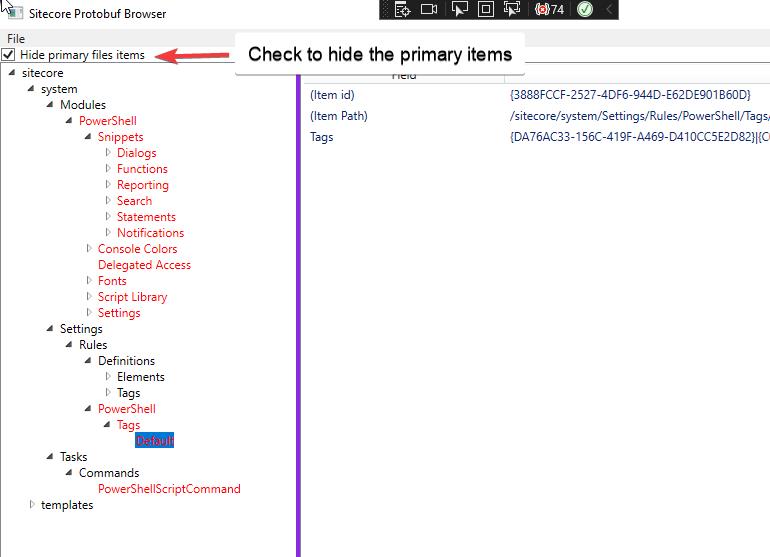 Sitecore Protobuf Browser
74
File
Hide primary files items
Check to hide the primary items
Field
sitecore
system
Modules
PowerShell
Snippets
Dialogs
Functions
Reporting
Search
Statements
Notifications
Console Colors
Delegated Access
Fonts
Script Library
Settings
Settings
Rules
Definitions
Elements
Tags
PowerShell
Tags
Default
Tasks
Commands
PowerShellScriptCommand
templates
(Item id) {3888FCCF-2527-4DF6-944D-E62DE901B60D}
(Item Path) /sitecore/system/Settings/Rules/PowerShell/Tags/
Tags {DA76AC33-156C-419F-A469-D410CC5E2D82}|{C